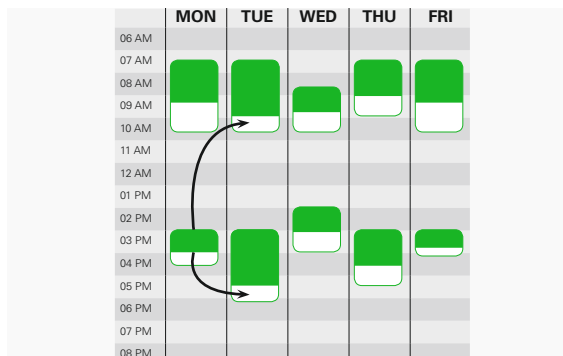 MON TUE WED THU FRI
06 AM
07 AM
08 AM
09 AM
10 AM
11 AM
12 AM
01 PM
02 PM
03 PM
04 PM
05 PM
06 PM
07 PM
08 PM